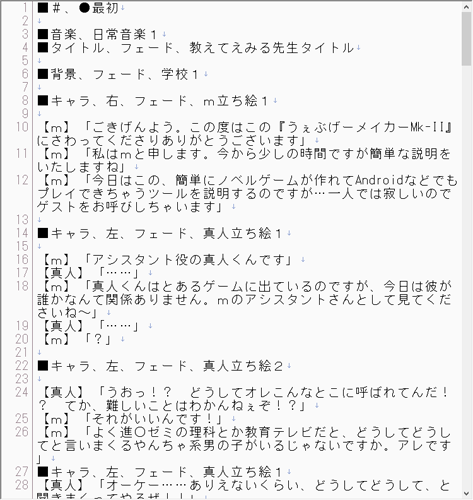 1 ■＃、●最初↓
2 ↓
3 ■音楽、日常音楽１↓
4 ■タイトル、フェード、教えてえみる先生タイトル↓
5 ↓
6 ■背景、フェード、学校１↓
7 ↓
8 ■キャラ、右、フェード、ｍ立ち絵１↓
9 ↓
10 【ｍ】「ごきげんよう。この度はこの『うぇぶげーメイカーMk-II』
にさわってくださりありがとうございます」↓
11 【ｍ】「私はｍと申します。今から少しの時間ですが簡単な説明を
いたしますね」↓
12 【ｍ】「今日はこの、簡単にノベルゲームが作れてAndroidなどでも
プレイできちゃうツールを説明するのですが…一人では寂しいので
ゲストをお呼びしちゃいます」↓
13 ↓
14 ■キャラ、左、フェード、真人立ち絵１↓
15 ↓
16 【ｍ】「アシスタント役の真人くんです」↓
17 【真人】「……」↓
18 【ｍ】「真人くんはとあるゲームに出ているのですが、今日は彼が
誰かなんて関係ありません。ｍのアシスタントさんとして見てくだ
さいね～」↓
19 【真人】「……」↓
20 【ｍ】「？」↓
21 ↓
22 ■キャラ、左、フェード、真人立ち絵２↓
23 ↓
24 【真人】「うおっ！？　どうしてオレこんなとこに呼ばれてんだ！
？　てか、難しいことはわかんねぇぞ！？」↓
25 【ｍ】「それがいいんです！」↓
26 【ｍ】「よく進〇ゼミの理科とか教育テレビだと、どうしてどうし
てと言いまくるやんちゃ系男の子がいるじゃないですか。アレです
」↓
27 ■キャラ、左、フェード、真人立ち絵１↓
28 【真人】「オーケー……ありえないくらい、どうしてどうして、と
聞きまくってやるぜ！！」↓